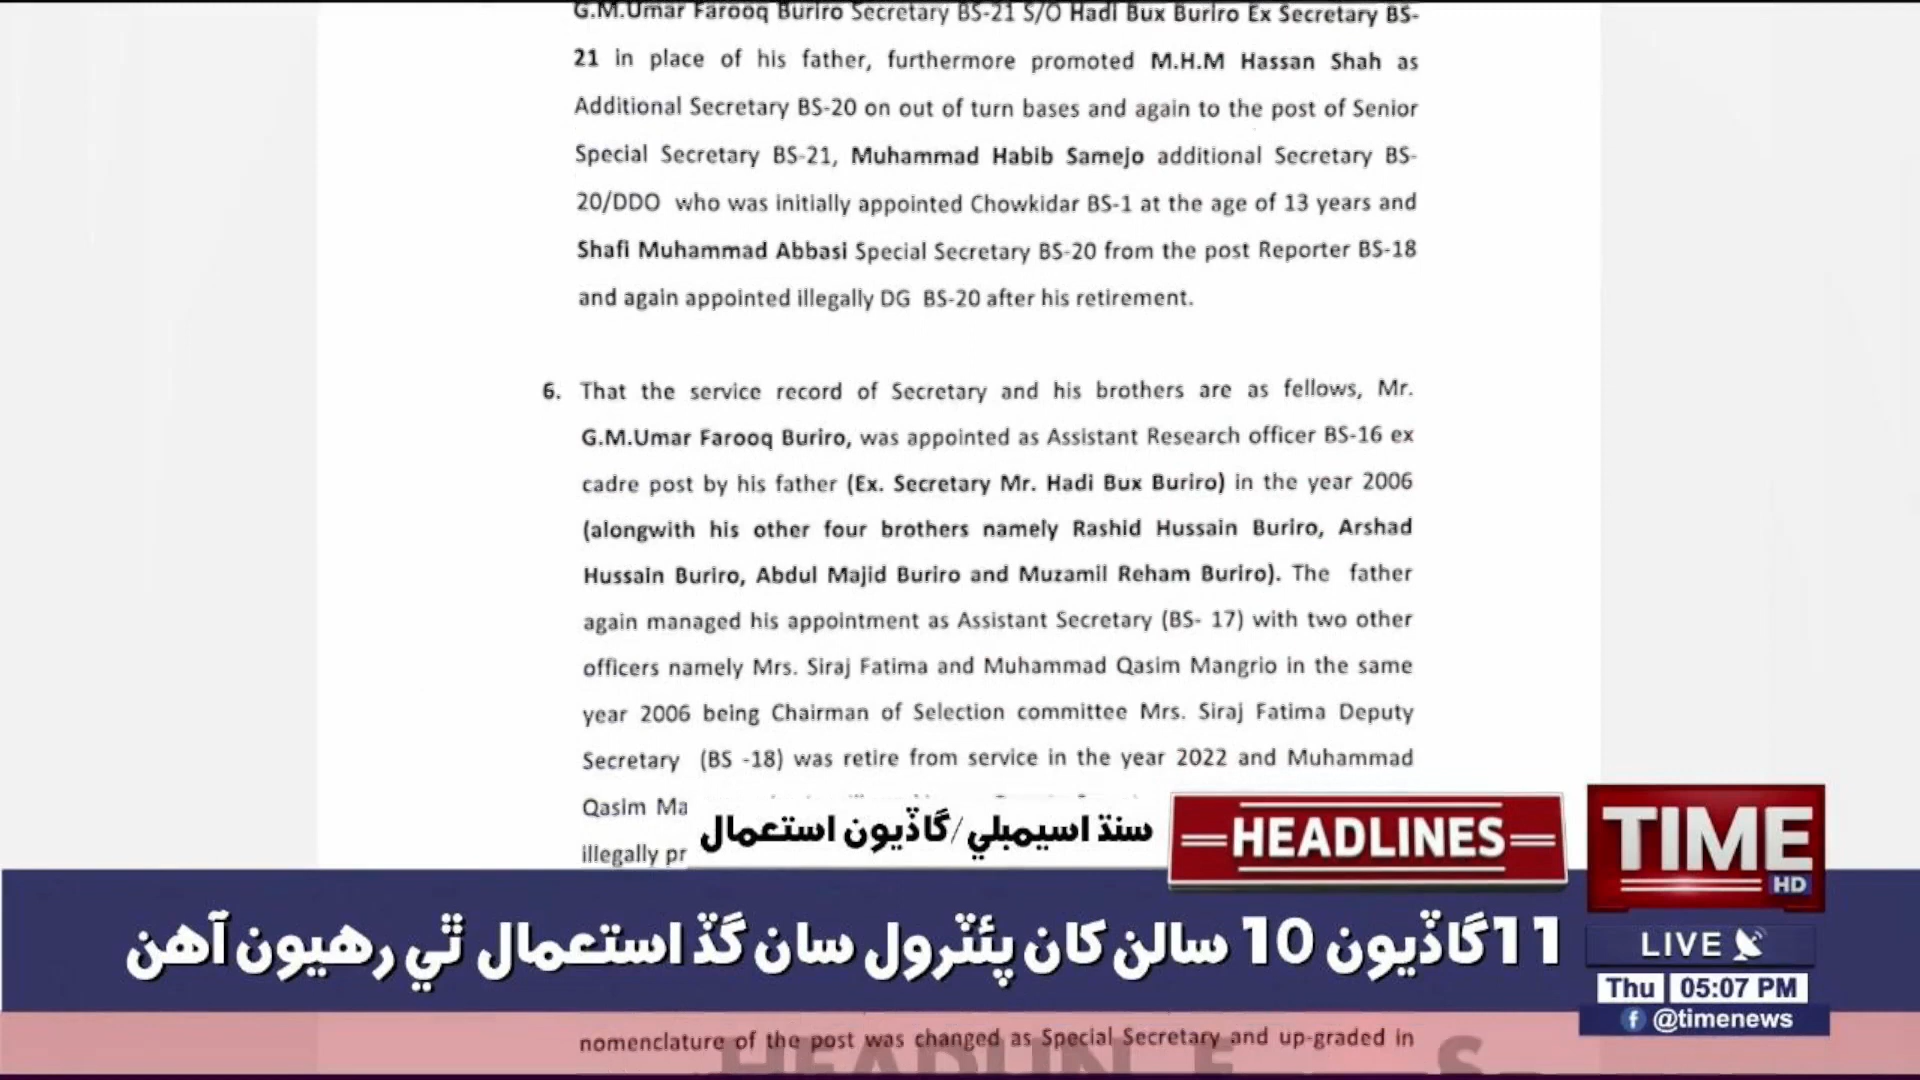 G.M.Umar Farooq Buriro Secretary BS-21 S/O Hadi Bux Buriro Ex Secretary BS-
21 in place of his father, furthermore promoted M.H.M Hassan Shah as
Additional Secretary BS-20 on out of turn bases and again to the post of Senior
Special Secretary BS-21, Muhammad Habib Samejo additional Secretary BS-
20/DDO who was initially appointed Chowkidar BS-1 at the age of 13 years and
Shafi Muhammad Abbasi Special Secretary BS-20 from the post Reporter BS-18
and again appointed illegally DG BS-20 after his retirement.
6. That the service record of Secretary and his brothers are as fellows, Mr.
G.M.Umar Farooq Buriro, was appointed as Assistant Research officer BS-16 ex
cadre post by his father (Ex. Secretary Mr. Hadi Bux Buriro) in the year 2006
(alongwith his other four brothers namely Rashid Hussain Buriro, Arshad
Hussain Buriro, Abdul Majid Buriro and Muzamil Reham Buriro). The father
again managed his appointment as Assistant Secretary (BS- 17) with two other
officers namely Mrs. Siraj Fatima and Muhammad Qasim Mangrio in the same
year 2006 being Chairman of Selection committee Mrs. Siraj Fatima Deputy
Secretary (BS -18) was retire from service in the year 2022 and Muhammad
Qasim Ma
illegally pr
سنڌ اسيمبلي/گاڏيون استعمال
HEADLINES
TIME
HD
11گاڏيون 10 سالن کان پئٽرول سان گڏ استعمال ٿي رهيون آهن
LIVE
Thu 05:07 PM
@timenews
nomenclature of the post was changed as Special Secretary and up-graded in